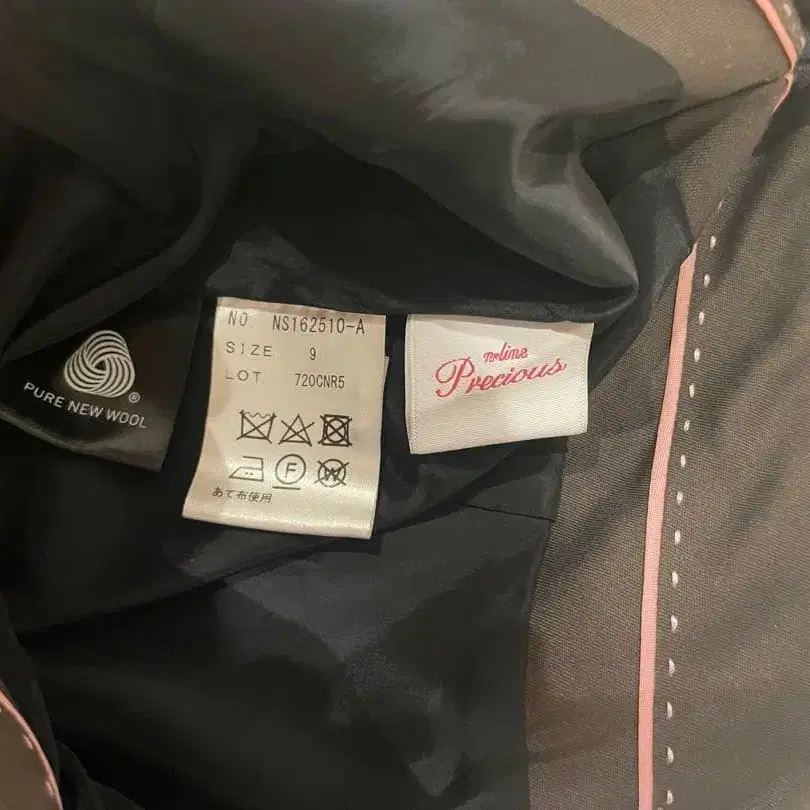 PURE NEW WOOL
®
NO. NS162510-A
SIZE. 9
LOT. 720CNR5
F
W
あて布使用
n-line
Precious